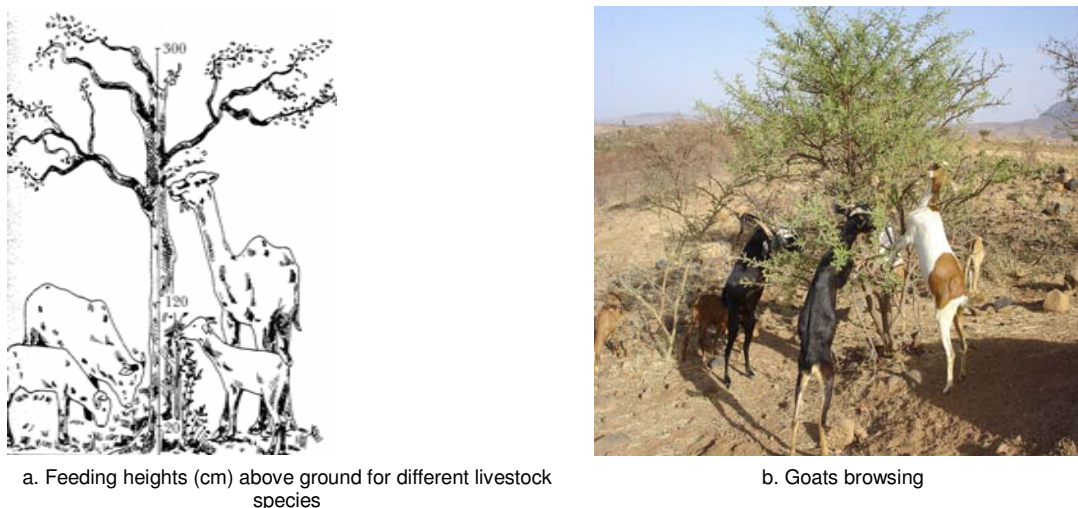 300
120
20
a. Feeding heights (cm) above ground for different livestock
species
b. Goats browsing